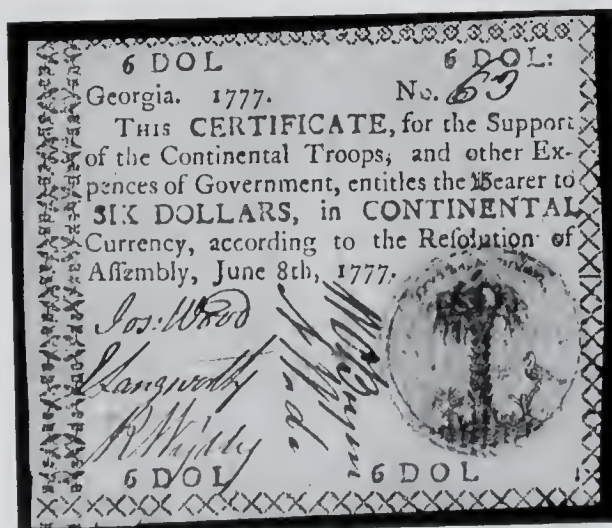 6 DOL 6 DOL:
Georgia. 1777. No. 63
THIS CERTIFICATE, for the Support
of the Continental Troops, and other Ex-
pences of Government, entitles the Bearer to
SIX DOLLARS, in CONTINENTAL
Currency, according to the Resolution of
Assembly, June 8th, 1777.
Jos: Wood
Langworthy
Wade
6 DOL 6 DOL